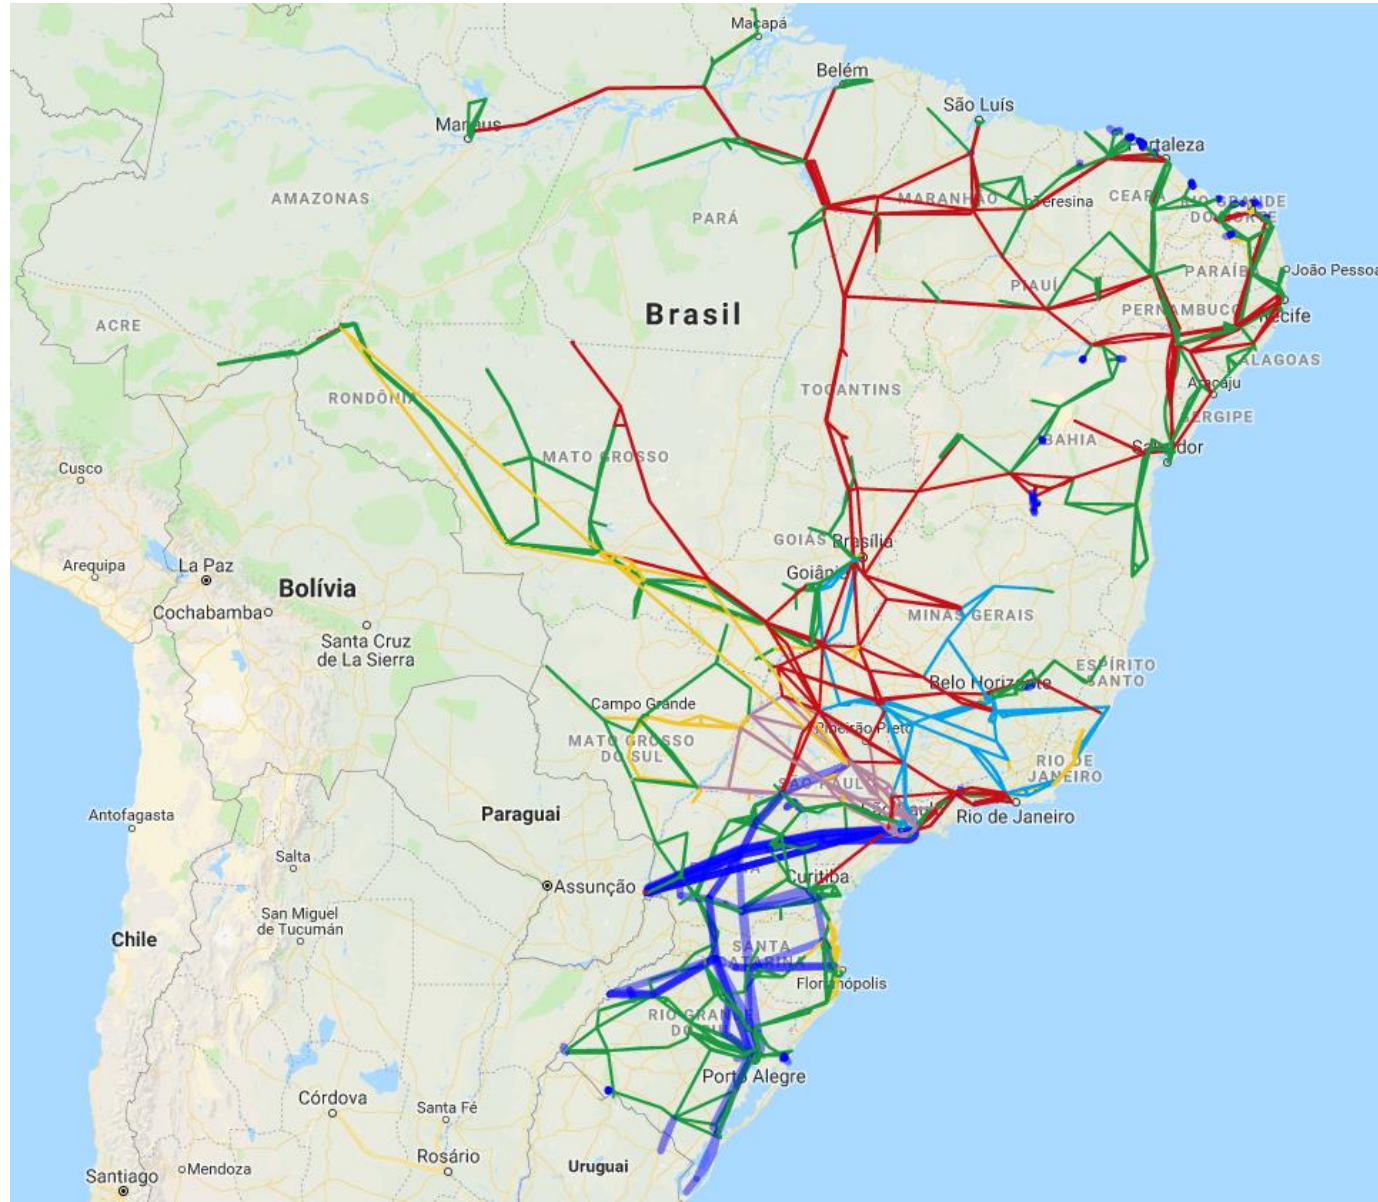 Macapá
Belém
São Luís
Manaus
Fortaleza
AMAZONAS
MARANHÃO
Teresina
CEARÁ
RIO GRANDE
DO NORTE
PARÁ
João Pessoa
PARAÍBA
PIAUÍ
Brasil
PERNAMBUCO
Recife
ACRE
ALAGOAS
TOCANTINS
Aracaju
RONDÔNIA
SERGIPE
BAHIA
Salvador
MATO GROSSO
Cusco
GOIÁS
Brasília
Arequipa
La Paz
Goiânia
Bolívia
Cochabamba
MINAS GERAIS
Santa Cruz
de La Sierra
ESPÍRITO
SANTO
Belo Horizonte
Campo Grande
Ribeirão Preto
MATO GROSSO
DO SUL
RIO DE
JANEIRO
SÃO PAULO
Antofagasta
Paraguai
São Paulo
Rio de Janeiro
Salta
Curitiba
Assunção
San Miguel
de Tucumán
Chile
SANTA
CATARINA
Florianópolis
RIO GRANDE
DO SUL
Porto Alegre
Córdova
Santa Fé
Rosário
Mendoza
Uruguai
Santiago